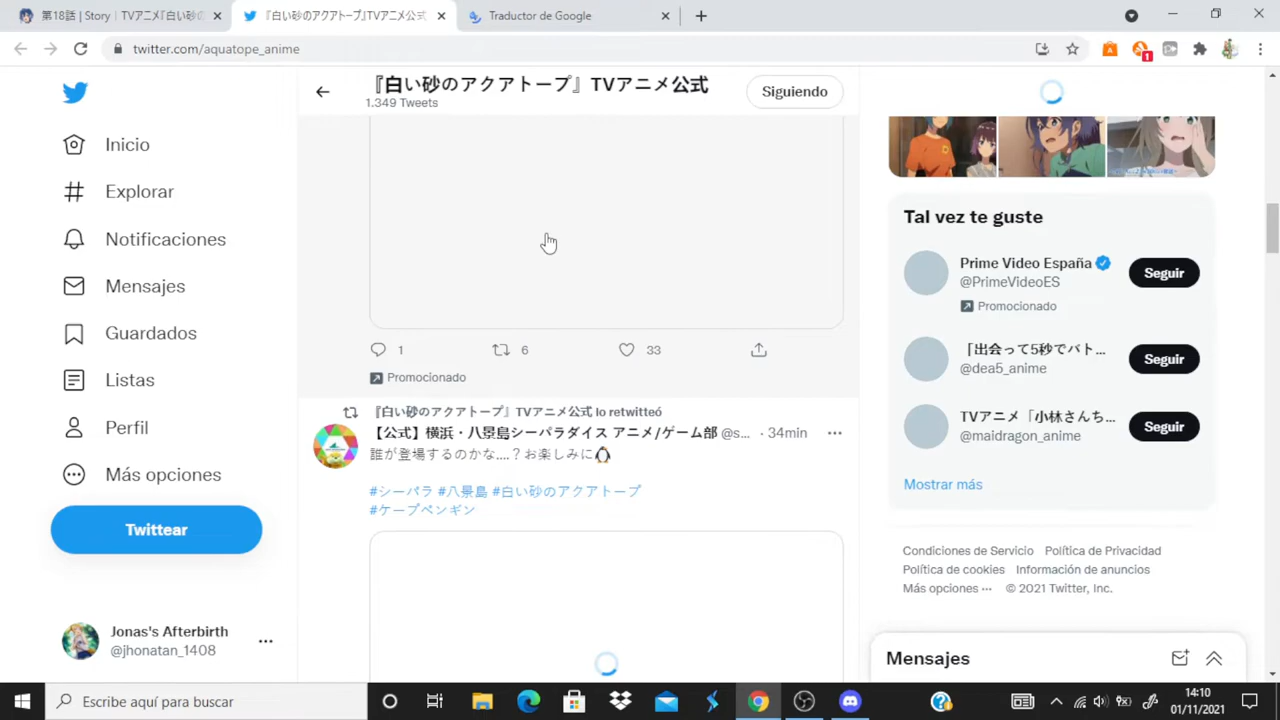 第18話 | Story | TVアニメ『白い砂の
『白い砂のアクアトープ』TVアニメ公式
Traductor de Google
twitter.com/aquatope_anime
1
『白い砂のアクアトープ』TVアニメ公式
1.349 Tweets
Siguiendo
Inicio
Explorar
Notificaciones
Mensajes
Guardados
Listas
Perfil
Más opciones
Twittear
Jonas's Afterbirth
@jhonatan_1408
1
6
33
Promocionado
『白い砂のアクアトープ』TVアニメ公式 lo retwitteó
【公式】横浜・八景島シーパラダイス アニメ/ゲーム部 @s... · 34min
誰が登場するのかな....？お楽しみに🐧
#シーパラ #八景島 #白い砂のアクアトープ
#ケープペンギン
Tal vez te guste
Prime Video España
@PrimeVideoES
Promocionado
Seguir
「出会って5秒でバト...
@dea5_anime
Seguir
TVアニメ「小林さんち...
@maidragon_anime
Seguir
Mostrar más
Condiciones de Servicio Política de Privacidad
Política de cookies Información de anuncios
Más opciones ··· © 2021 Twitter, Inc.
Mensajes
Escribe aquí para buscar
14:10
01/11/2021